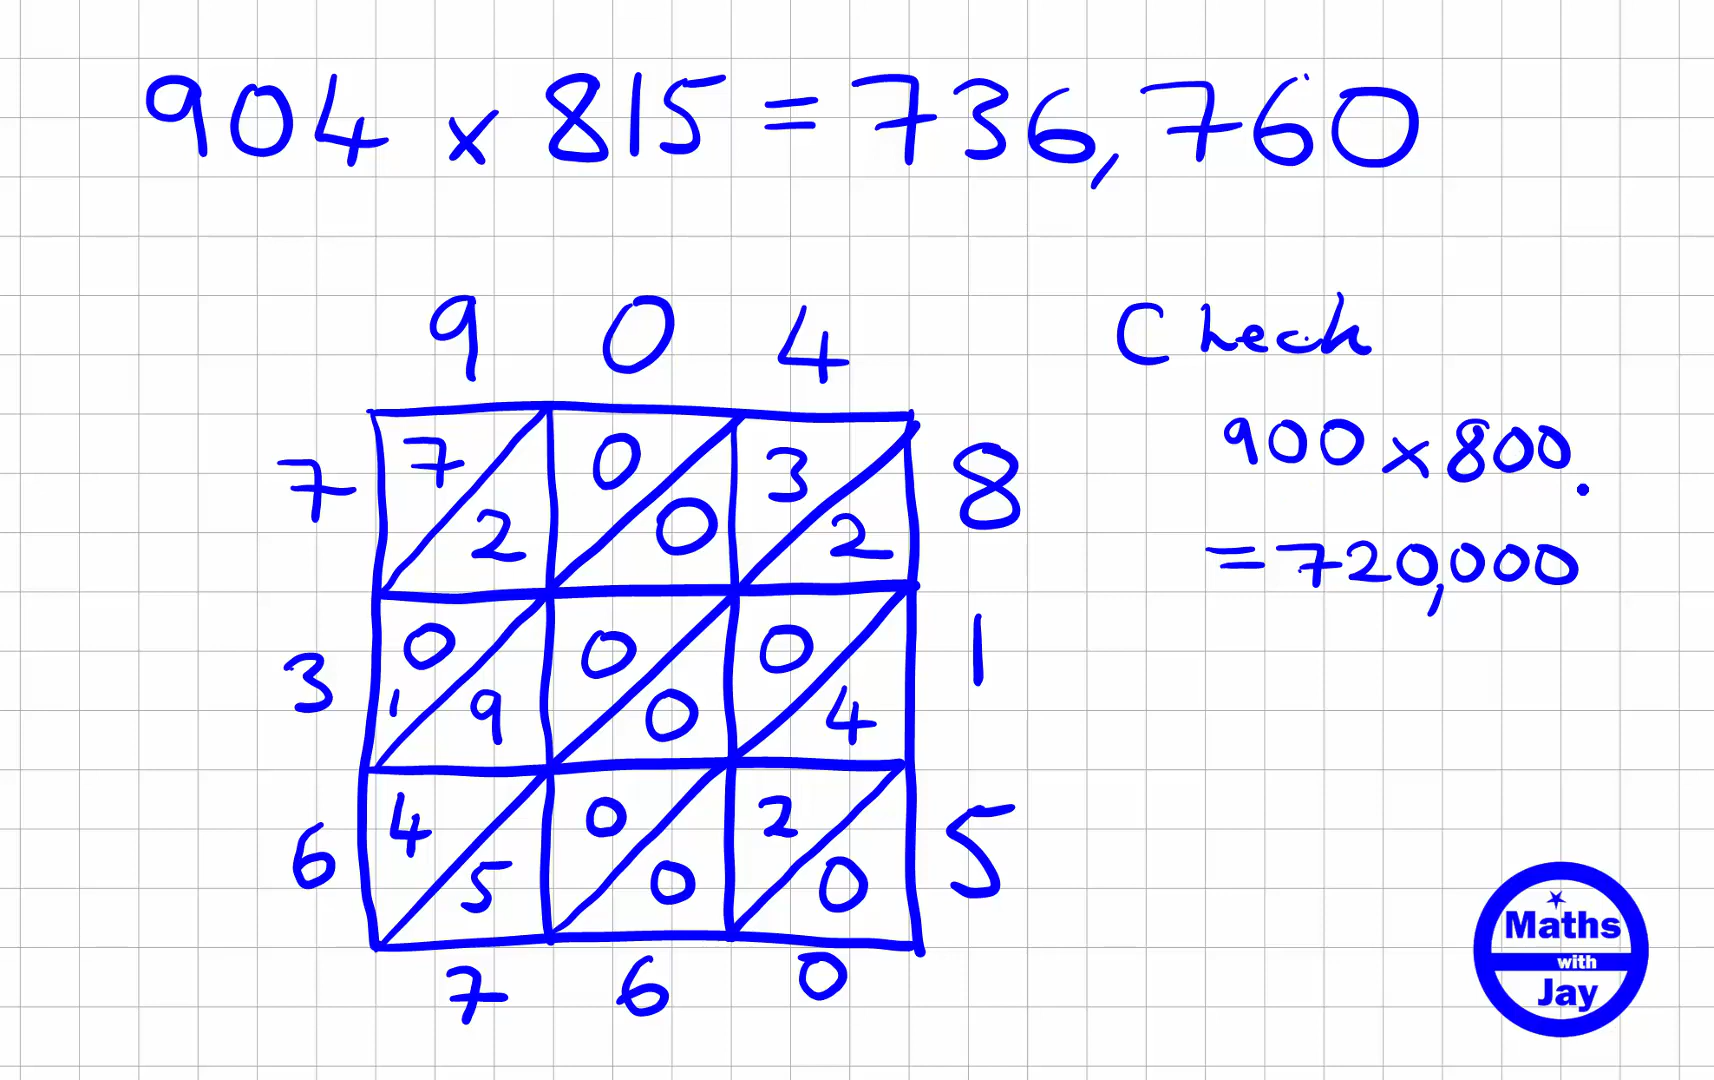 904 x 815 = 736,760
9 0 4
Check
900 x 800.
= 720,000
7 7 2 0 0 3 2 8
3 0 1 9 0 0 0 4 1
6 4 5 0 0 2 0 5
7 6 0
Maths
with
Jay